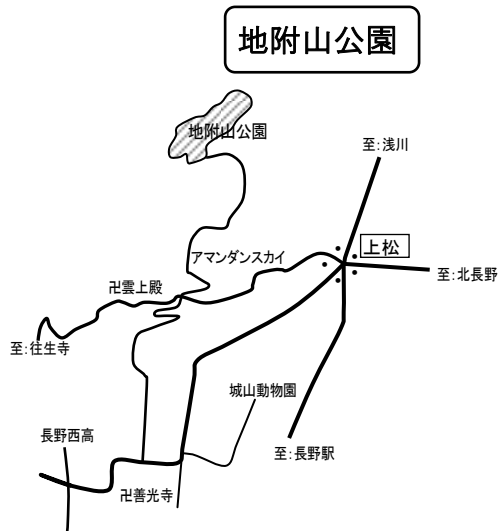 地附山公園
地附山公園
至:浅川
上松
アマンダンスカイ
至:北長野
卍雲上殿
至:往生寺
城山動物園
長野西高
至:長野駅
卍善光寺